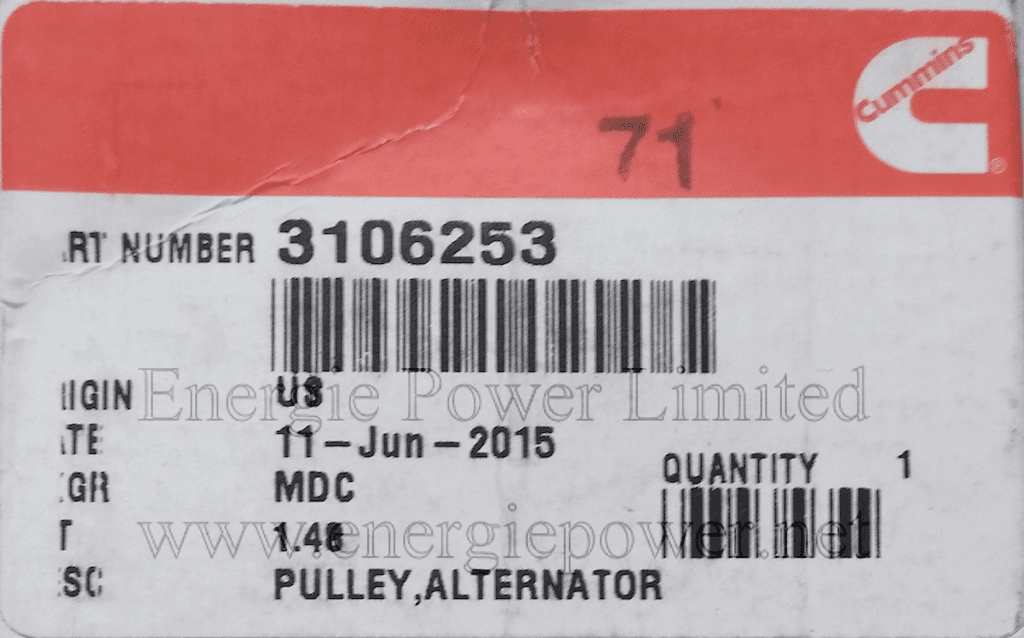 Cummins
®
71
.RT NUMBER 3106253
Energie Power Limited
IGIN US
TE 11-Jun-2015
GR MDC
QUANTITY 1
T 1.46
www.energiepower.net
SC PULLEY,ALTERNATOR